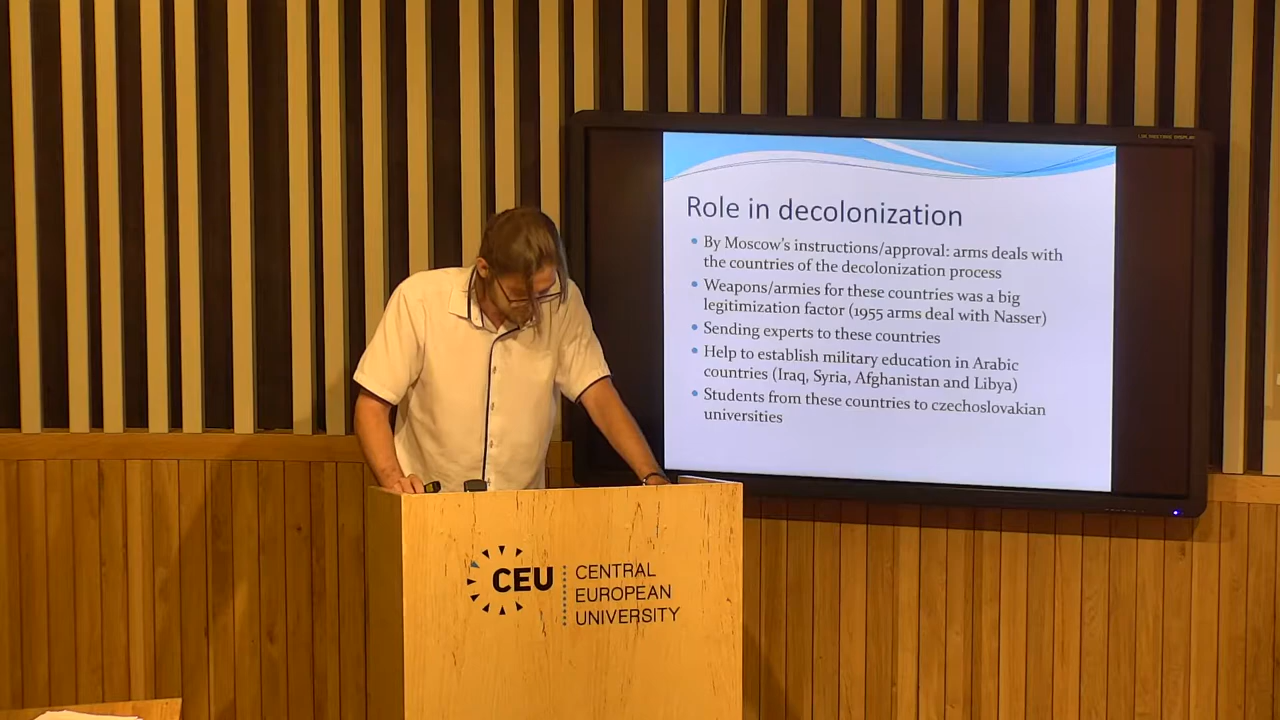 Role in decolonization
By Moscow's instructions/approval: arms deals with
the countries of the decolonization process
Weapons/armies for these countries was a big
legitimization factor (1955 arms deal with Nasser)
Sending experts to these countries
Help to establish military education in Arabic
countries (Iraq, Syria, Afghanistan and Libya)
Students from these countries to czechoslovakian
universities
CEU
CENTRAL
EUROPEAN
UNIVERSITY